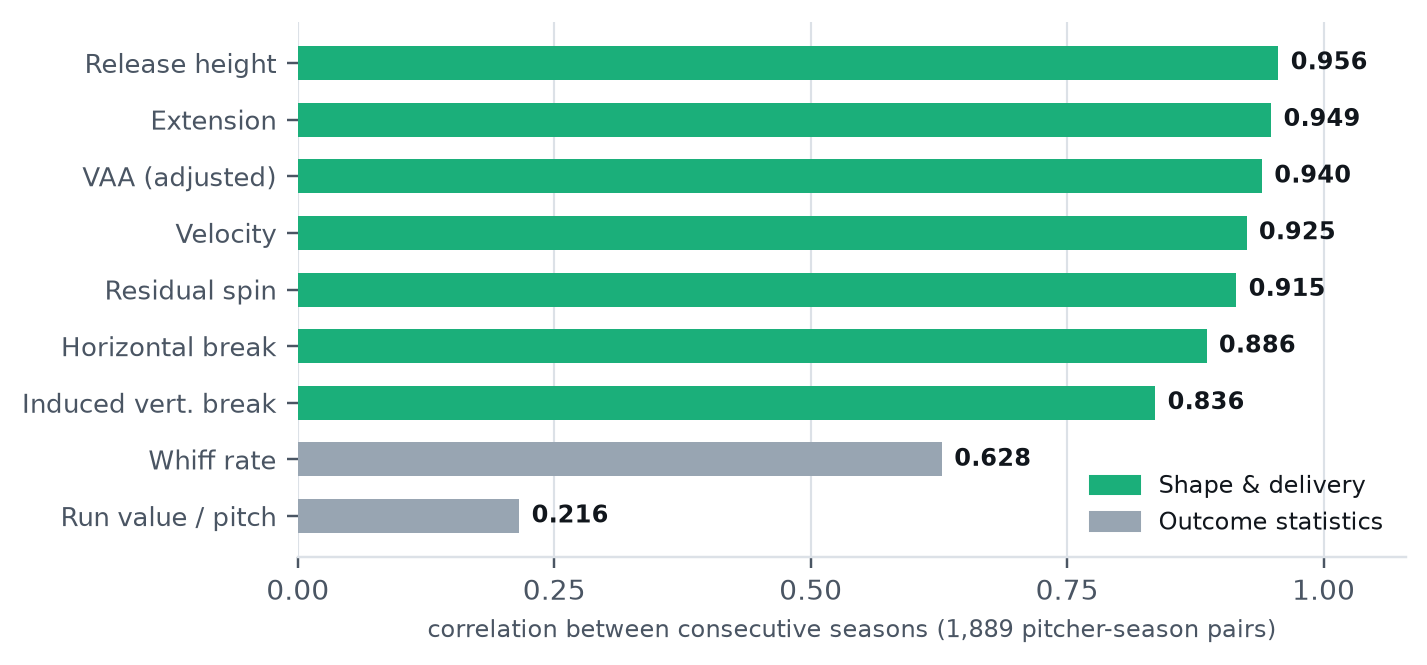 Release height 0.956
Extension 0.949
VAA (adjusted) 0.940
Velocity 0.925
Residual spin 0.915
Horizontal break 0.886
Induced vert. break 0.836
Whiff rate 0.628
Run value / pitch 0.216
Shape & delivery
Outcome statistics
0.00 0.25 0.50 0.75 1.00
correlation between consecutive seasons (1,889 pitcher-season pairs)